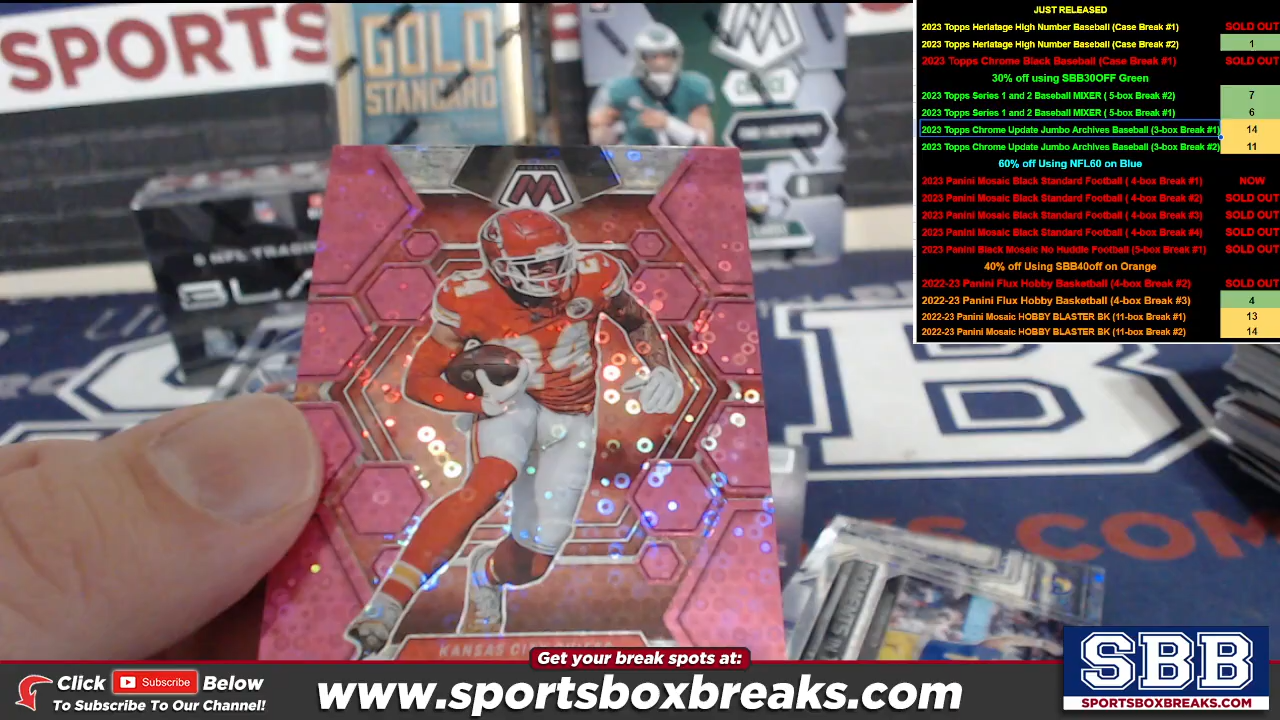 SPORTS
GOLD
STANDARD
JUST RELEASED
2023 Topps Herlatage High Number Baseball (Case Break #1) SOLD OUT
2023 Topps Herlatage High Number Baseball (Case Break #2) 1
2023 Topps Chrome Black Baseball (Case Break #1) SOLD OUT
30% off using SBB30OFF Green
2023 Topps Series 1 and 2 Baseball MIXER ( 5-box Break #2) 7
2023 Topps Series 1 and 2 Baseball MIXER ( 5-box Break #1) 6
2023 Topps Chrome Update Jumbo Archives Baseball (3-box Break #1) 14
2023 Topps Chrome Update Jumbo Archives Baseball (3-box Break #2) 11
60% off Using NFL60 on Blue
2023 Panini Mosaic Black Standard Football ( 4-box Break #1) NOW
2023 Panini Mosaic Black Standard Football ( 4-box Break #2) SOLD OUT
2023 Panini Mosaic Black Standard Football ( 4-box Break #3) SOLD OUT
2023 Panini Mosaic Black Standard Football ( 4-box Break #4) SOLD OUT
2023 Panini Black Mosaic No Huddle Football (5-box Break #1) SOLD OUT
40% off Using SBB40off on Orange
2022-23 Panini Flux Hobby Basketball (4-box Break #2) SOLD OUT
2022-23 Panini Flux Hobby Basketball (4-box Break #3) 4
2022-23 Panini Mosaic HOBBY BLASTER BK (11-box Break #1) 13
2022-23 Panini Mosaic HOBBY BLASTER BK (11-box Break #2) 14
MOSAIC
24
24
KANSAS CITY CHIEFS
BD
S.COM
Get your break spots at:
Click Subscribe Below
To Subscribe To Our Channel!
www.sportsboxbreaks.com
SBB
SPORTSBOXBREAKS.COM